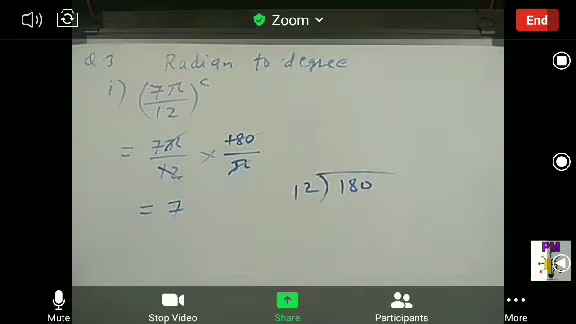 Zoom
End
Q.3 Radian to degree
i) (7π/12)ᶜ
= 7π/12 × 180/π
= 7
12)180
PM
Mute
Stop Video
Share
Participants
More